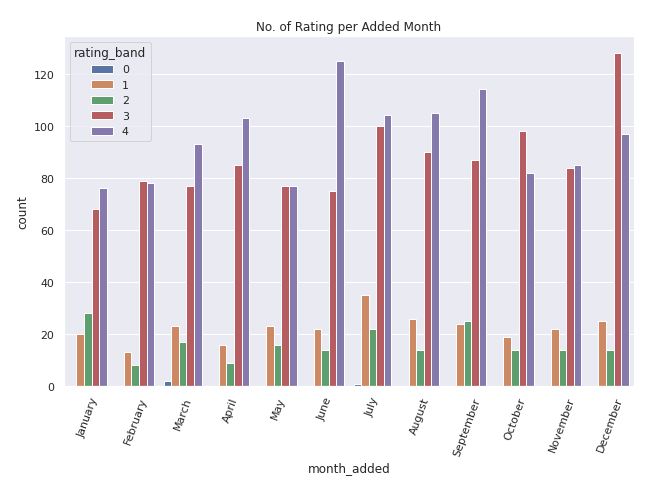 No. of Rating per Added Month
rating_band
0
1
2
3
4
120
100
80
60
40
20
0
count
January
February
March
April
May
June
July
August
September
October
November
December
month_added